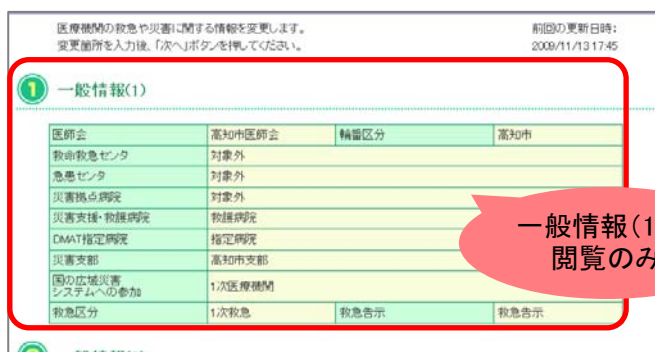 医療機関の救急や災害に関する情報を変更します。
変更箇所を入力後、「次へ」ボタンを押してください。
前回の更新日時：
2009/11/13 17:45
1 一般情報(1)
医師会 高知市医師会 輪番区分 高知市
救命救急センタ 対象外
急患センタ 対象外
災害拠点病院 対象外
災害支援・救護病院 救護病院
DMAT指定病院 指定病院
災害支部 高知市支部
国の広域災害
システムへの参加 1次医療機関
救急区分 1次救急 救急告示 救急告示
一般情報（1
閲覧のみ